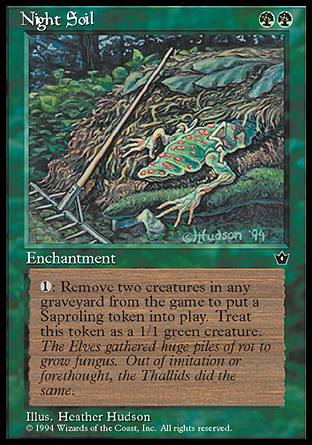 Night Soil
©HHudson '94
Enchantment
1: Remove two creatures in any
graveyard from the game to put a
Saproling token into play. Treat
this token as a 1/1 green creature.
The Elves gathered huge piles of rot to
grow fungus. Out of imitation or
forethought, the Thallids did the
same.
Illus. Heather Hudson
© 1994 Wizards of the Coast, Inc. All rights reserved.